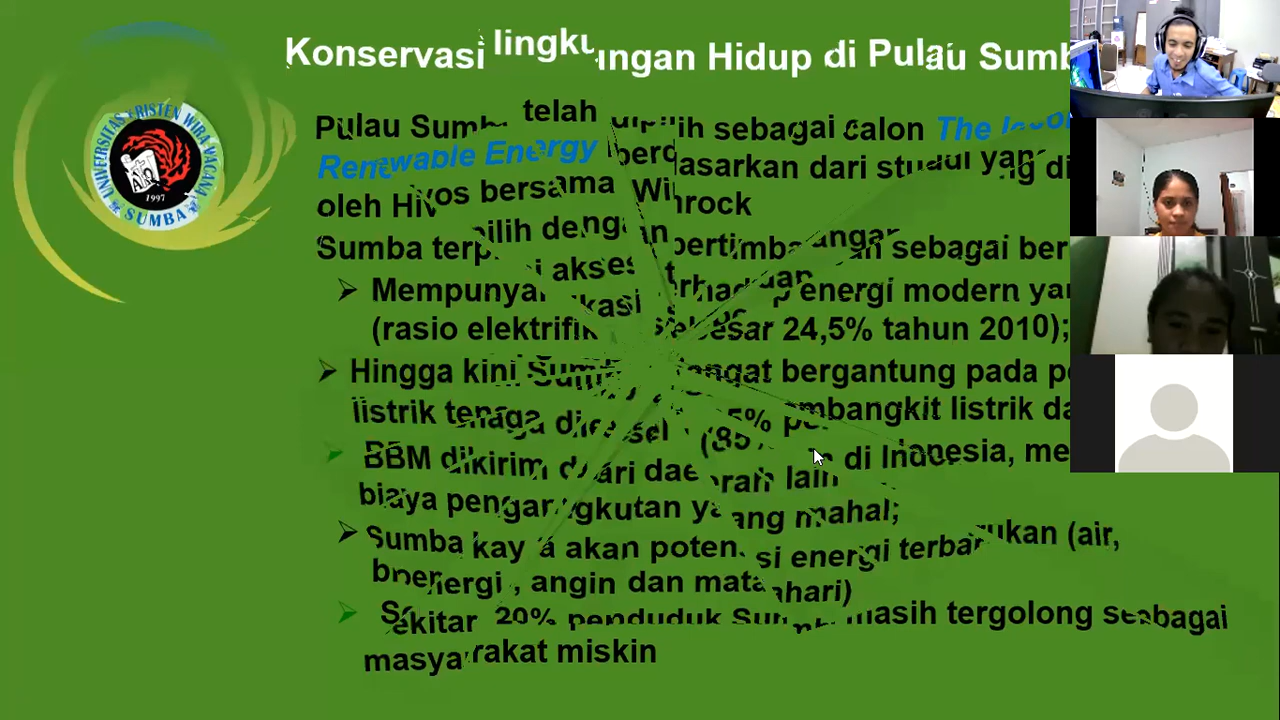 Konservasi lingkungan Hidup di Pulau Sumb
Pulau Sumba telah dipilih sebagai calon The Icon
Renewable Energy berdasarkan dari studi yang di
oleh Hivos bersama Winrock
Sumba terpilih dengan pertimbangan sebagai ber
Mempunyai akses terhadap energi modern yan
(rasio elektrifikasi sebesar 24,5% tahun 2010);
Hingga kini Sumba sangat bergantung pada pe
listrik tenaga diesel (85% pembangkit listrik da
BBM dikirim dari daerah lain di Indonesia, me
biaya pengangkutan yang mahal;
Sumba kaya akan potensi energi terbarukan (air,
bioenergi, angin dan matahari)
Sekitar 20% penduduk Sumba masih tergolong sebagai
masyarakat miskin
UNIVERSITAS KRISTEN WIRA WACANA
1997
SUMBA